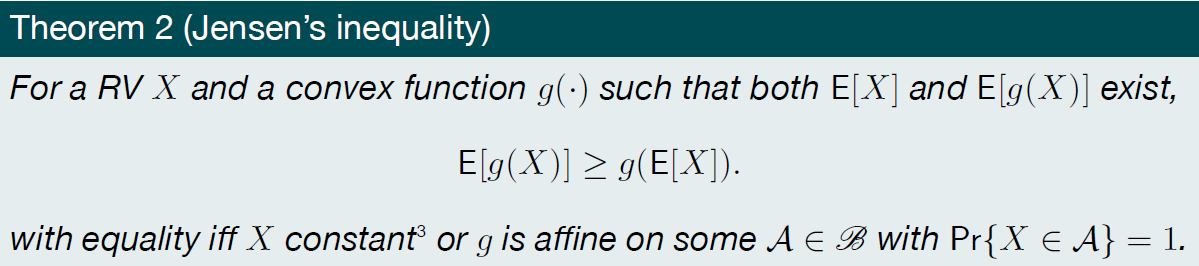 Theorem 2 (Jensen's inequality)
For a RV X and a convex function g(·) such that both E[X] and E[g(X)] exist,
E[g(X)] ≥ g(E[X]).
with equality iff X constant³ or g is affine on some 𝒜 ∈ ℬ with Pr{X ∈ 𝒜} = 1.